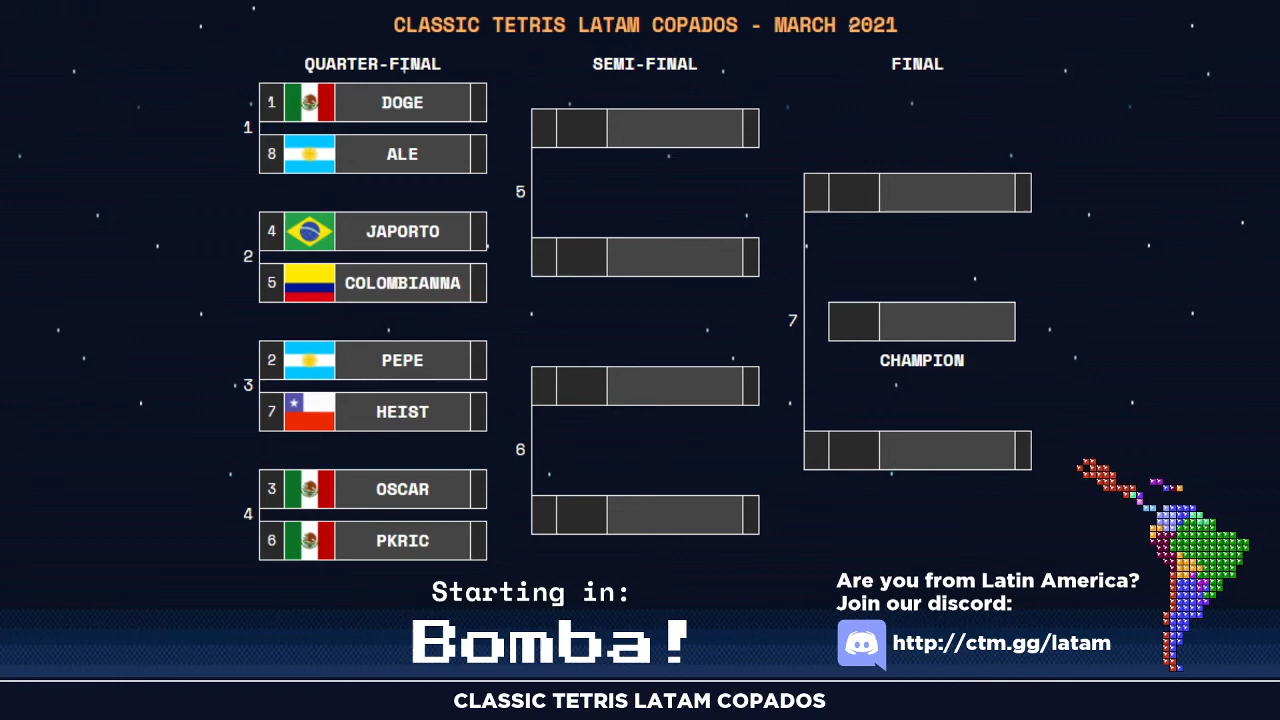 CLASSIC TETRIS LATAM COPADOS - MARCH 2021
QUARTER-FINAL
SEMI-FINAL
FINAL
1
1 DOGE
8 ALE
2
4 JAPORTO
5 COLOMBIANNA
3
2 PEPE
7 HEIST
4
3 OSCAR
6 PKRIC
5
6
7
CHAMPION
Starting in:
Bomba!
Are you from Latin America?
Join our discord:
http://ctm.gg/latam
CLASSIC TETRIS LATAM COPADOS